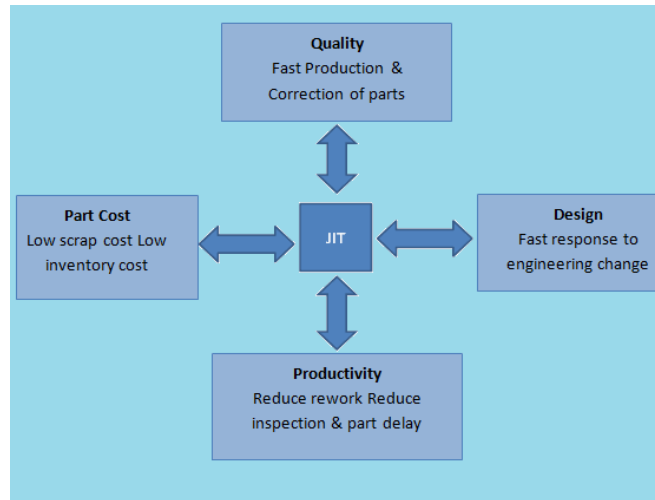 Quality
Fast Production &
Correction of parts
Part Cost
Low scrap cost Low
inventory cost
JIT
Design
Fast response to
engineering change
Productivity
Reduce rework Reduce
inspection & part delay